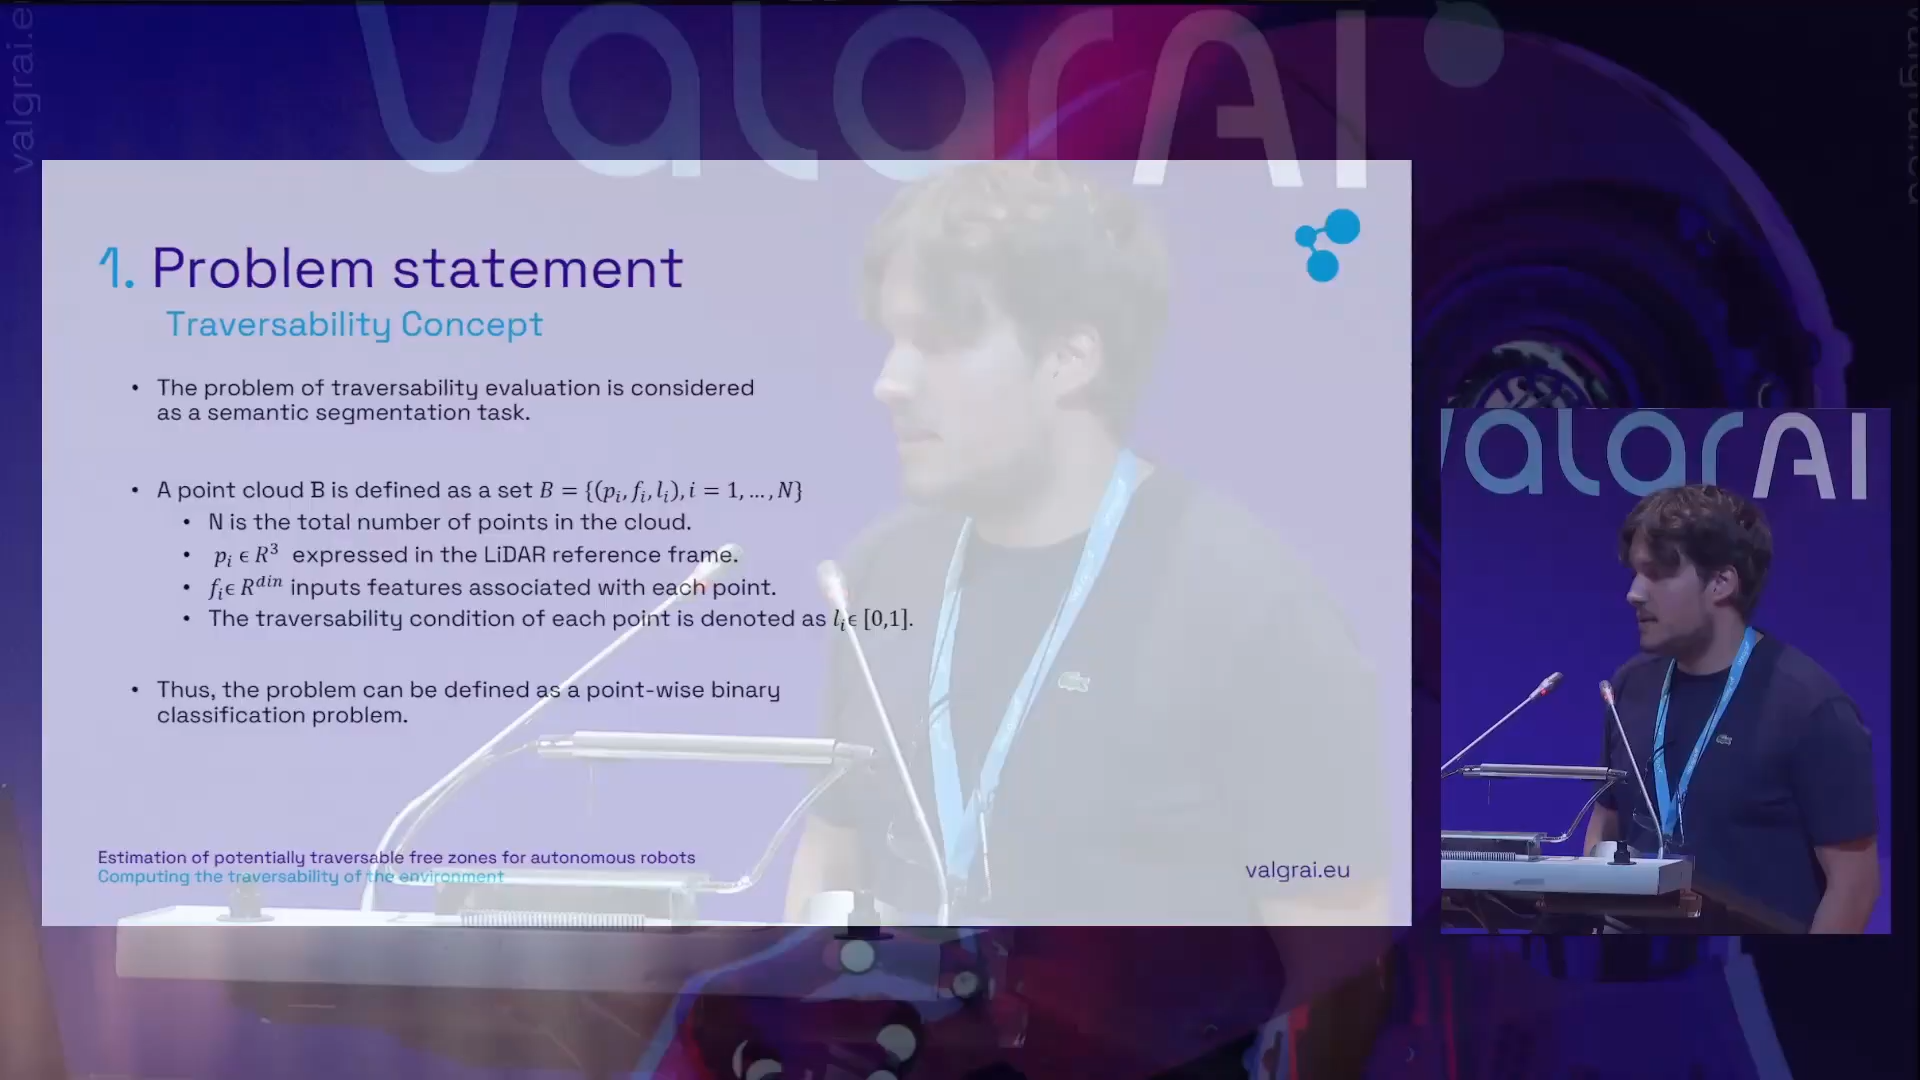 valgrai.e
valgrAI
1. Problem statement
Traversability Concept
• The problem of traversability evaluation is considered
as a semantic segmentation task.
• A point cloud B is defined as a set B = {(pᵢ, fᵢ, lᵢ), i = 1, … , N}
• N is the total number of points in the cloud.
• pᵢ ϵ R³ expressed in the LiDAR reference frame.
• fᵢϵ Rᵈⁱⁿ inputs features associated with each point.
• The traversability condition of each point is denoted as lᵢϵ [0,1].
• Thus, the problem can be defined as a point-wise binary
classification problem.
Estimation of potentially traversable free zones for autonomous robots
Computing the traversability of the environment
valgrai.eu
valgrAI